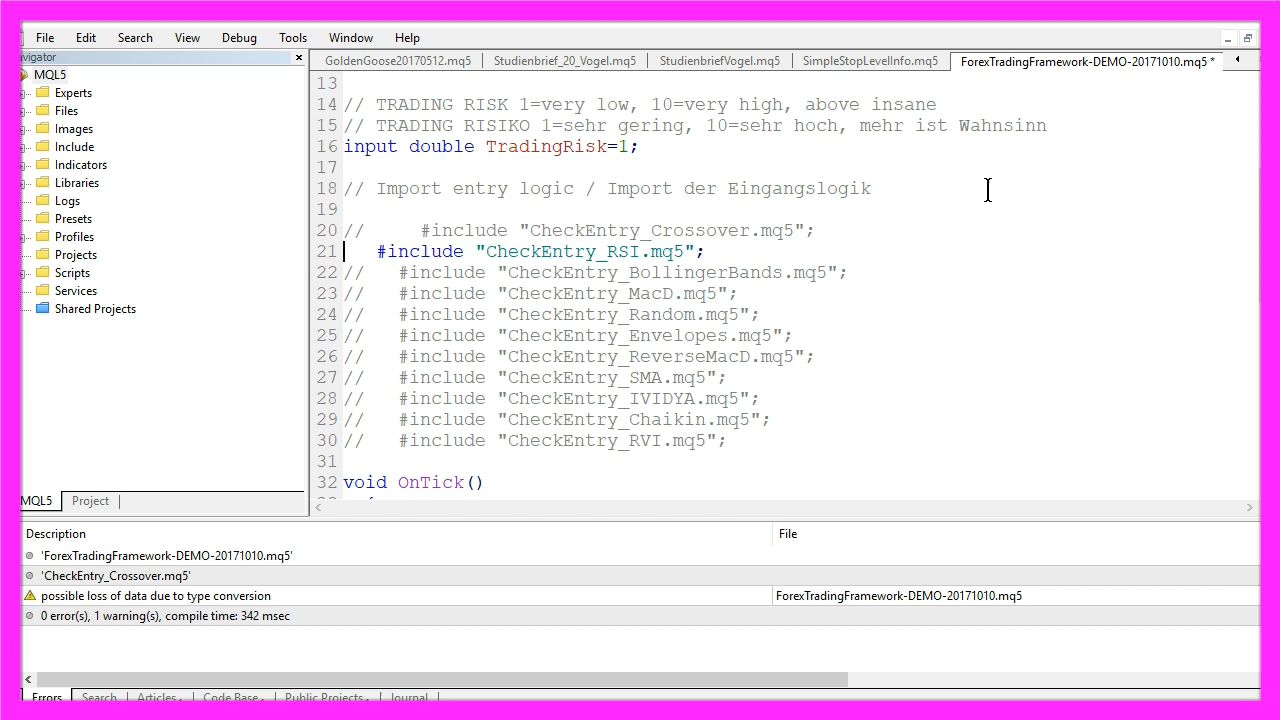 File Edit Search View Debug Tools Window Help
vigator ×
GoldenGoose20170512.mq5 Studienbrief_20_Vogel.mq5 StudienbriefVogel.mq5 SimpleStopLevelInfo.mq5 ForexTradingFramework-DEMO-20171010.mq5 *
MQL5
Experts
Files
Images
Include
Indicators
Libraries
Logs
Presets
Profiles
Projects
Scripts
Services
Shared Projects
MQL5 Project
13
14 // TRADING RISK 1=very low, 10=very high, above insane
15 // TRADING RISIKO 1=sehr gering, 10=sehr hoch, mehr ist Wahnsinn
16 input double TradingRisk=1;
17
18 // Import entry logic / Import der Eingangslogik
19
20 // #include "CheckEntry_Crossover.mq5";
21 #include "CheckEntry_RSI.mq5";
22 // #include "CheckEntry_BollingerBands.mq5";
23 // #include "CheckEntry_MacD.mq5";
24 // #include "CheckEntry_Random.mq5";
25 // #include "CheckEntry_Envelopes.mq5";
26 // #include "CheckEntry_ReverseMacD.mq5";
27 // #include "CheckEntry_SMA.mq5";
28 // #include "CheckEntry_IVIDYA.mq5";
29 // #include "CheckEntry_Chaikin.mq5";
30 // #include "CheckEntry_RVI.mq5";
31
32 void OnTick()
Description File
'ForexTradingFramework-DEMO-20171010.mq5'
'CheckEntry_Crossover.mq5'
possible loss of data due to type conversion ForexTradingFramework-DEMO-20171010.mq5
0 error(s), 1 warning(s), compile time: 342 msec
Errors Search Articles Code Base Public Projects Journal